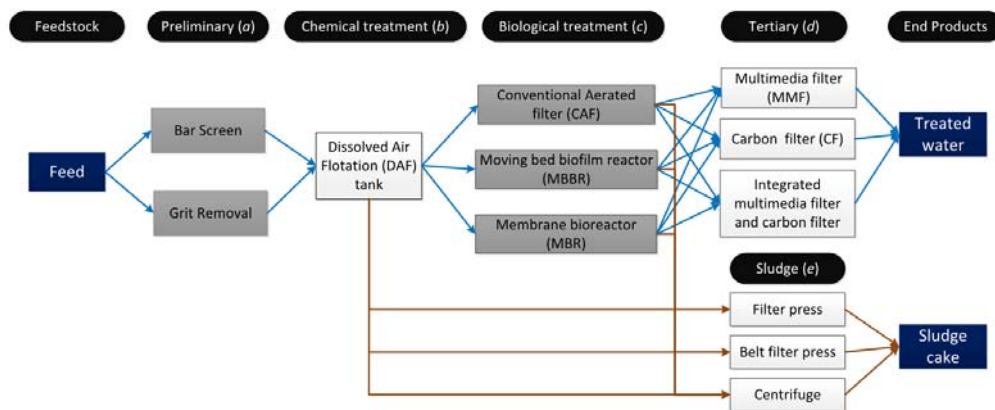 Feedstock
Preliminary (a)
Chemical treatment (b)
Biological treatment (c)
Tertiary (d)
End Products
Feed
Bar Screen
Grit Removal
Dissolved Air
Flotation (DAF)
tank
Conventional Aerated
filter (CAF)
Moving bed biofilm reactor
(MBBR)
Membrane bioreactor
(MBR)
Multimedia filter
(MMF)
Carbon filter (CF)
Integrated
multimedia filter
and carbon filter
Treated
water
Sludge (e)
Filter press
Belt filter press
Centrifuge
Sludge
cake